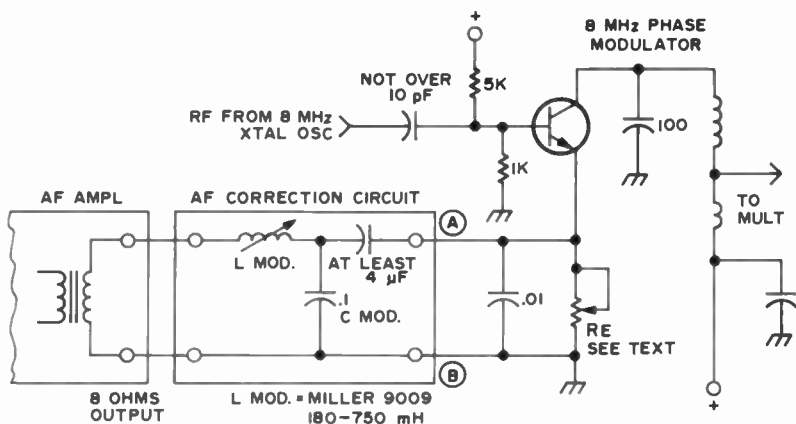 8 MHz PHASE
MODULATOR
+
NOT OVER
10 pF
5K
RF FROM 8 MHz
XTAL OSC
100
1K
TO
MULT
AF AMPL
AF CORRECTION CIRCUIT
A
L MOD.
AT LEAST
4 µF
.1
C MOD.
.01
RE
SEE TEXT
B
8 OHMS
OUTPUT
L MOD. = MILLER 9009
180-750 mH
+